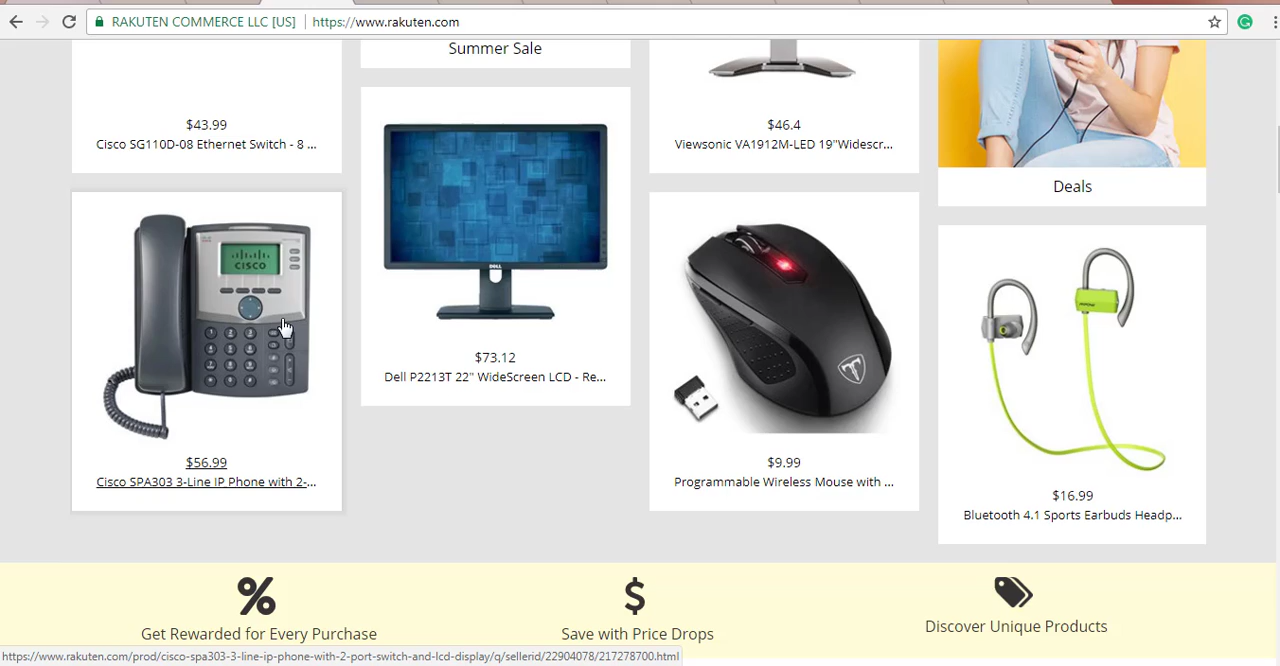 RAKUTEN COMMERCE LLC [US] https://www.rakuten.com
$43.99
Cisco SG110D-08 Ethernet Switch - 8 ...
CISCO
$56.99
Cisco SPA303 3-Line IP Phone with 2-...
Summer Sale
DELL
$73.12
Dell P2213T 22" WideScreen LCD - Re...
$46.4
Viewsonic VA1912M-LED 19"Widescr...
$9.99
Programmable Wireless Mouse with ...
Deals
$16.99
Bluetooth 4.1 Sports Earbuds Headp...
%
Get Rewarded for Every Purchase
$
Save with Price Drops
Discover Unique Products
https://www.rakuten.com/prod/cisco-spa303-3-line-ip-phone-with-2-port-switch-and-lcd-display/q/sellerid/22904078/217278700.html